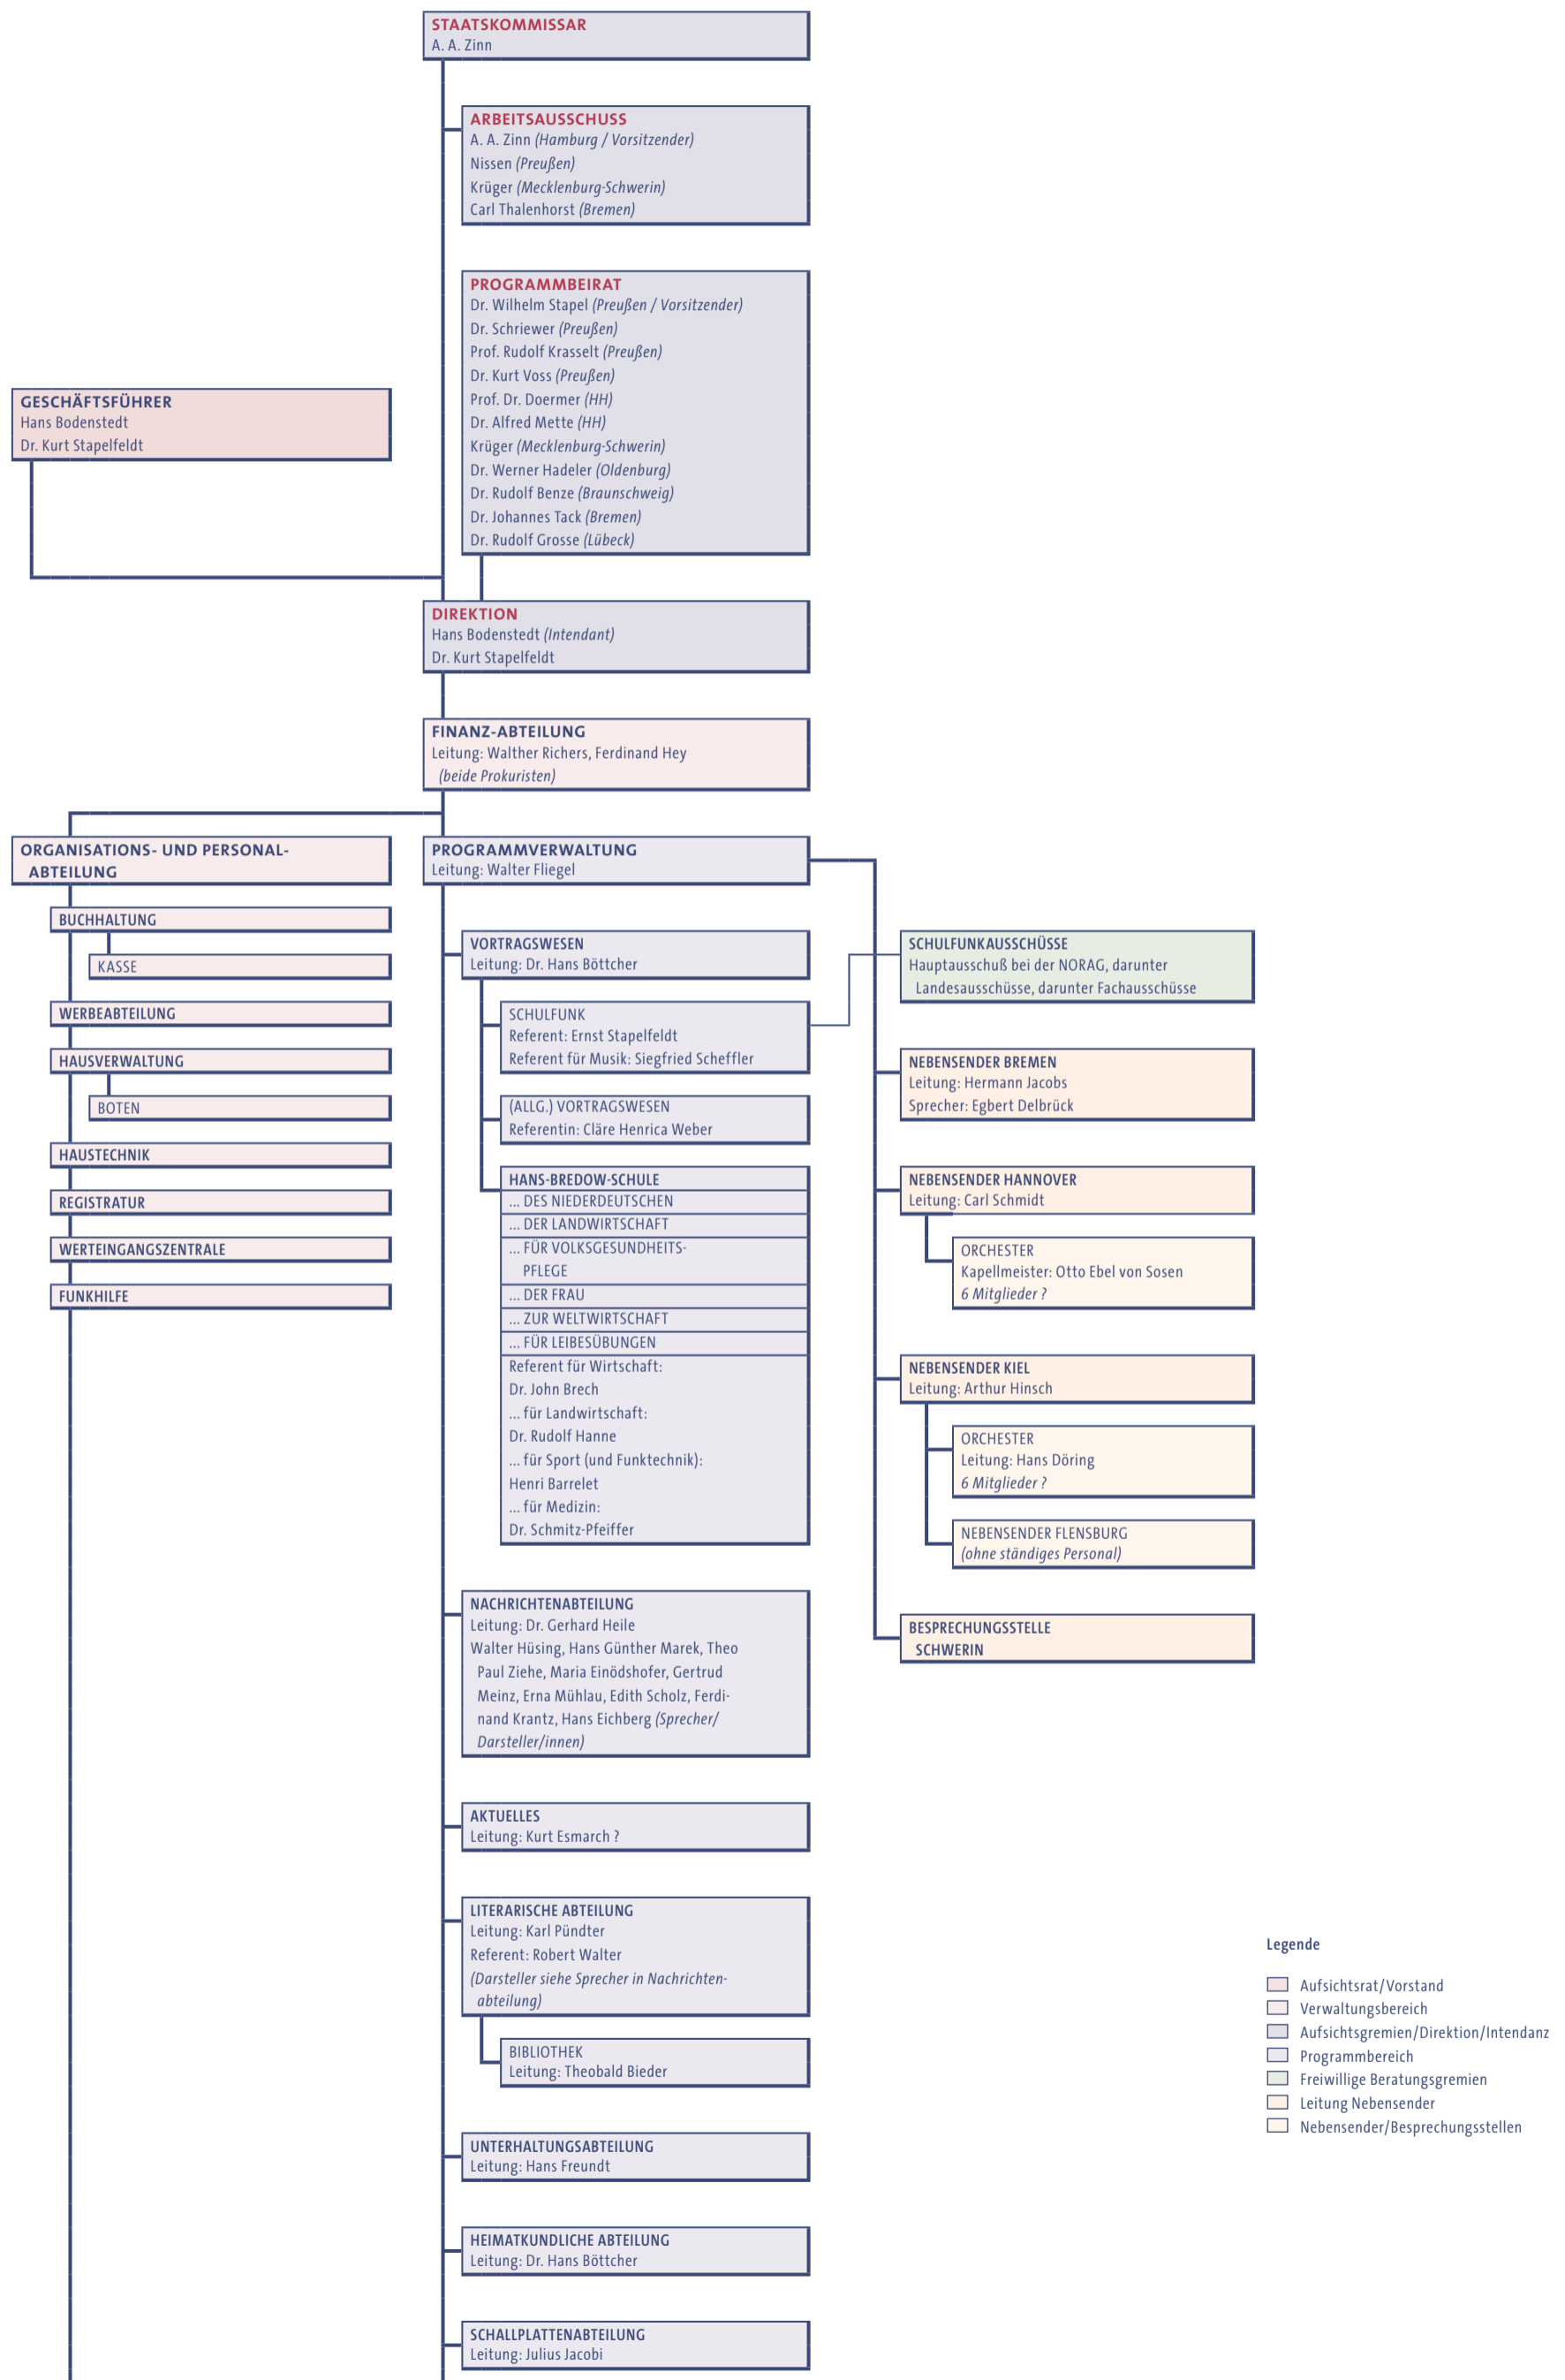 STAATSKOMMISSAR
A. A. Zinn
ARBEITSAUSSCHUSS
A. A. Zinn (Hamburg / Vorsitzender)
Nissen (Preußen)
Krüger (Mecklenburg-Schwerin)
Carl Thalenhorst (Bremen)
PROGRAMMBEIRAT
Dr. Wilhelm Stapel (Preußen / Vorsitzender)
Dr. Schriewer (Preußen)
Prof. Rudolf Krasselt (Preußen)
Dr. Kurt Voss (Preußen)
Prof. Dr. Doermer (HH)
Dr. Alfred Mette (HH)
Krüger (Mecklenburg-Schwerin)
Dr. Werner Hadeler (Oldenburg)
Dr. Rudolf Benze (Braunschweig)
Dr. Johannes Tack (Bremen)
Dr. Rudolf Grosse (Lübeck)
GESCHÄFTSFÜHRER
Hans Bodenstedt
Dr. Kurt Stapelfeldt
DIREKTION
Hans Bodenstedt (Intendant)
Dr. Kurt Stapelfeldt
FINANZ-ABTEILUNG
Leitung: Walther Richers, Ferdinand Hey
(beide Prokuristen)
ORGANISATIONS- UND PERSONAL-
ABTEILUNG
BUCHHALTUNG
KASSE
WERBEABTEILUNG
HAUSVERWALTUNG
BOTEN
HAUSTECHNIK
REGISTRATUR
WERTEINGANGSZENTRALE
FUNKHILFE
PROGRAMMVERWALTUNG
Leitung: Walter Fliegel
VORTRAGSWESEN
Leitung: Dr. Hans Böttcher
SCHULFUNK
Referent: Ernst Stapelfeldt
Referent für Musik: Siegfried Scheffler
(ALLG.) VORTRAGSWESEN
Referentin: Cläre Henrica Weber
HANS-BREDOW-SCHULE
... DES NIEDERDEUTSCHEN
... DER LANDWIRTSCHAFT
... FÜR VOLKSGESUNDHEITS-
PFLEGE
... DER FRAU
... ZUR WELTWIRTSCHAFT
... FÜR LEIBESÜBUNGEN
Referent für Wirtschaft:
Dr. John Brech
... für Landwirtschaft:
Dr. Rudolf Hanne
... für Sport (und Funktechnik):
Henri Barrelet
... für Medizin:
Dr. Schmitz-Pfeiffer
NACHRICHTENABTEILUNG
Leitung: Dr. Gerhard Heile
Walter Hüsing, Hans Günther Marek, Theo
Paul Ziehe, Maria Einödshofer, Gertrud
Meinz, Erna Mühlau, Edith Scholz, Ferdi-
nand Krantz, Hans Eichberg (Sprecher/
Darsteller/innen)
AKTUELLES
Leitung: Kurt Esmarch ?
LITERARISCHE ABTEILUNG
Leitung: Karl Pündter
Referent: Robert Walter
(Darsteller siehe Sprecher in Nachrichten-
abteilung)
BIBLIOTHEK
Leitung: Theobald Bieder
UNTERHALTUNGSABTEILUNG
Leitung: Hans Freundt
HEIMATKUNDLICHE ABTEILUNG
Leitung: Dr. Hans Böttcher
SCHALLPLATTENABTEILUNG
Leitung: Julius Jacobi
SCHULFUNKAUSSCHÜSSE
Hauptausschuß bei der NORAG, darunter
Landesausschüsse, darunter Fachausschüsse
NEBENSENDER BREMEN
Leitung: Hermann Jacobs
Sprecher: Egbert Delbrück
NEBENSENDER HANNOVER
Leitung: Carl Schmidt
ORCHESTER
Kapellmeister: Otto Ebel von Sosen
6 Mitglieder ?
NEBENSENDER KIEL
Leitung: Arthur Hinsch
ORCHESTER
Leitung: Hans Döring
6 Mitglieder ?
NEBENSENDER FLENSBURG
(ohne ständiges Personal)
BESPRECHUNGSSTELLE
SCHWERIN
Legende
Aufsichtsrat/Vorstand
Verwaltungsbereich
Aufsichtsgremien/Direktion/Intendanz
Programmbereich
Freiwillige Beratungsgremien
Leitung Nebensender
Nebensender/Besprechungsstellen